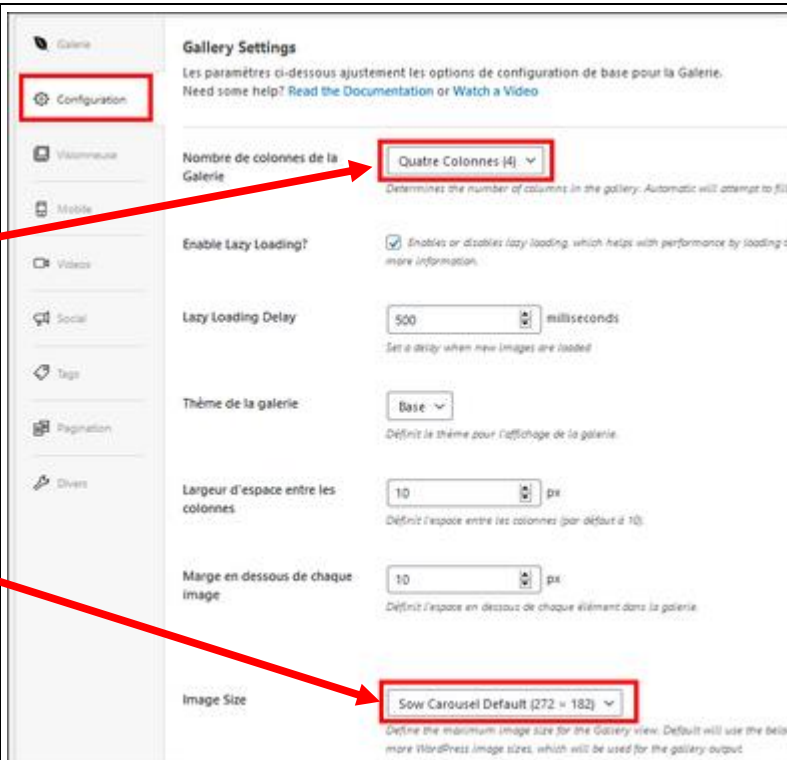 Galerie
Configuration
Visionneuse
Mobile
Videos
Social
Tags
Pagination
Divers
Gallery Settings
Les paramètres ci-dessous ajustement les options de configuration de base pour la Galerie.
Need some help? Read the Documentation or Watch a Video
Nombre de colonnes de la
Galerie
Quatre Colonnes (4)
Determines the number of columns in the gallery. Automatic will attempt to fill
Enable Lazy Loading?
Enables or disables lazy loading, which helps with performance by loading
more information.
Lazy Loading Delay
500 milliseconds
Set a delay when new images are loaded
Thème de la galerie
Base
Définit le thème pour l'affichage de la galerie.
Largeur d'espace entre les
colonnes
10 px
Définit l'espace entre les colonnes (par défaut à 10).
Marge en dessous de chaque
image
10 px
Définit l'espace en dessous de chaque élément dans la galerie.
Image Size
Sow Carousel Default (272 × 182)
Define the maximum image size for the Gallery view. Default will use the
more WordPress image sizes, which will be used for the gallery output